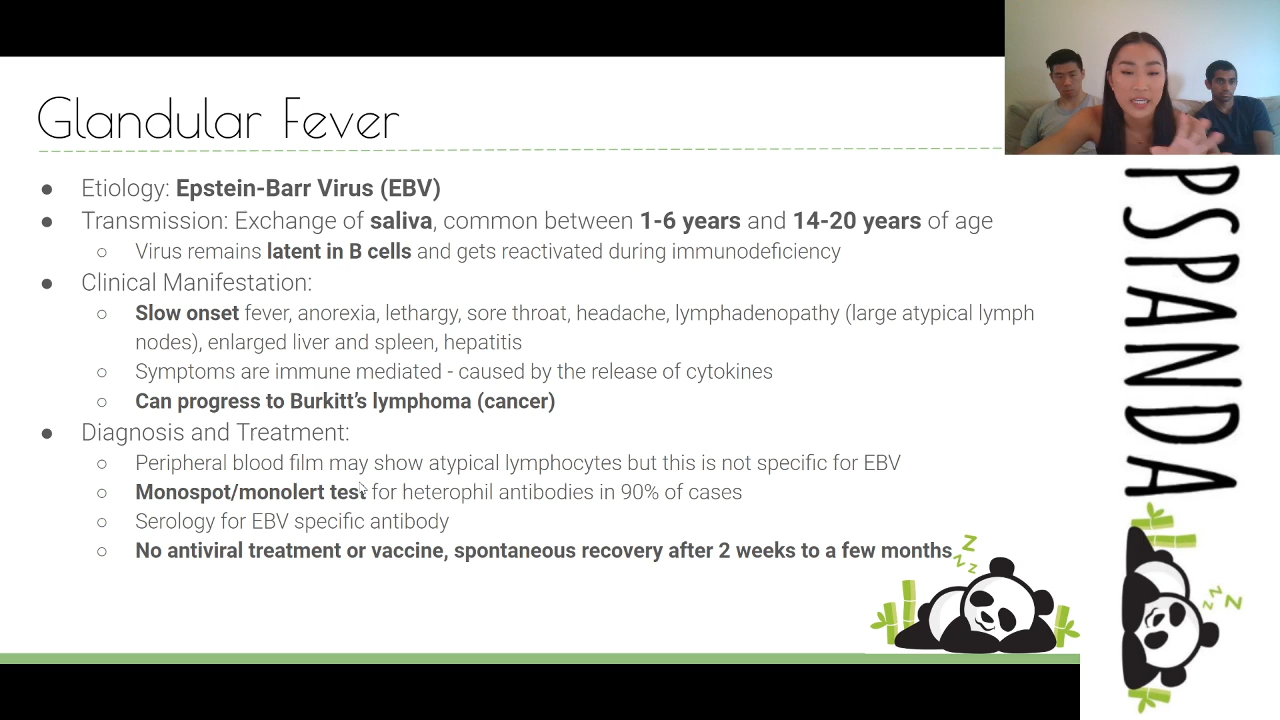 Glandular Fever
● Etiology: Epstein-Barr Virus (EBV)
● Transmission: Exchange of saliva, common between 1-6 years and 14-20 years of age
○ Virus remains latent in B cells and gets reactivated during immunodeficiency
● Clinical Manifestation:
○ Slow onset fever, anorexia, lethargy, sore throat, headache, lymphadenopathy (large atypical lymph
nodes), enlarged liver and spleen, hepatitis
○ Symptoms are immune mediated - caused by the release of cytokines
○ Can progress to Burkitt's lymphoma (cancer)
● Diagnosis and Treatment:
○ Peripheral blood film may show atypical lymphocytes but this is not specific for EBV
○ Monospot/monolert test for heterophil antibodies in 90% of cases
○ Serology for EBV specific antibody
○ No antiviral treatment or vaccine, spontaneous recovery after 2 weeks to a few months
z z z
PSPANDA
z z z